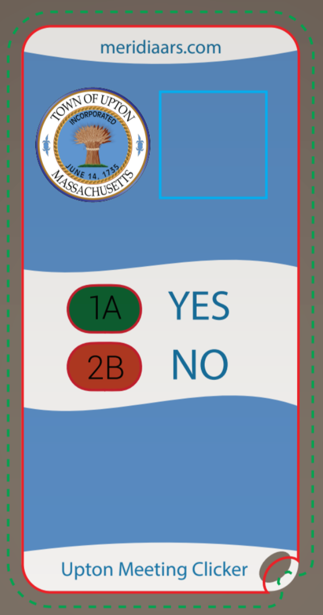 meridiaars.com
TOWN OF UPTON
INCORPORATED
JUNE 14, 1735
MASSACHUSETTS
1A YES
2B NO
Upton Meeting Clicker